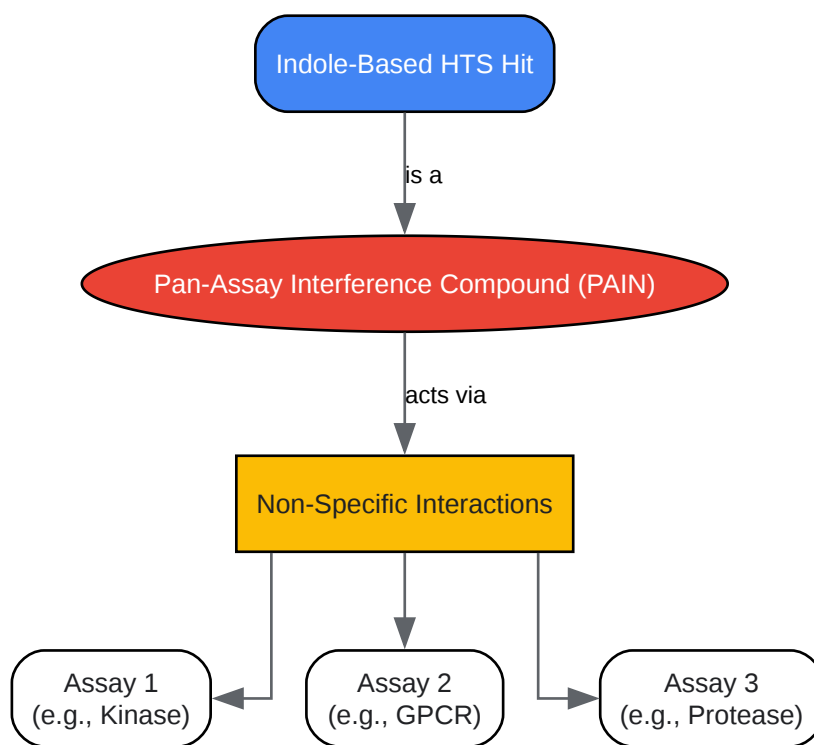 Indole-Based HTS Hit
is a
Pan-Assay Interference Compound (PAIN)
acts via
Non-Specific Interactions
Assay 1
(e.g., Kinase)
Assay 2
(e.g., GPCR)
Assay 3
(e.g., Protease)